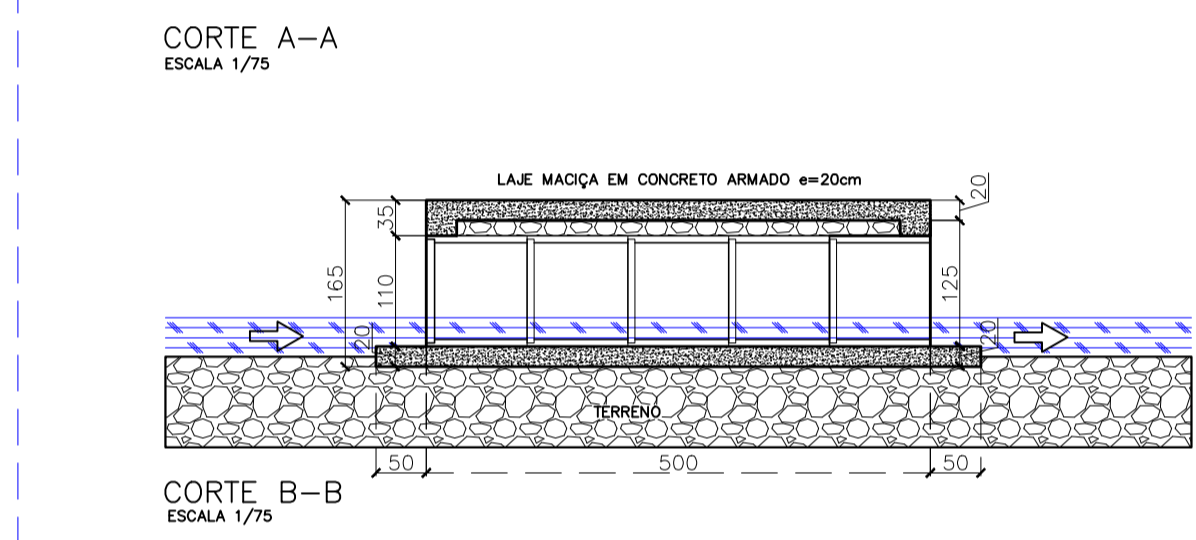 CORTE A-A
ESCALA 1/75
LAJE MACIÇA EM CONCRETO ARMADO e=20cm
20
35
165
110
125
20
20
TERRENO
50
500
50
CORTE B-B
ESCALA 1/75